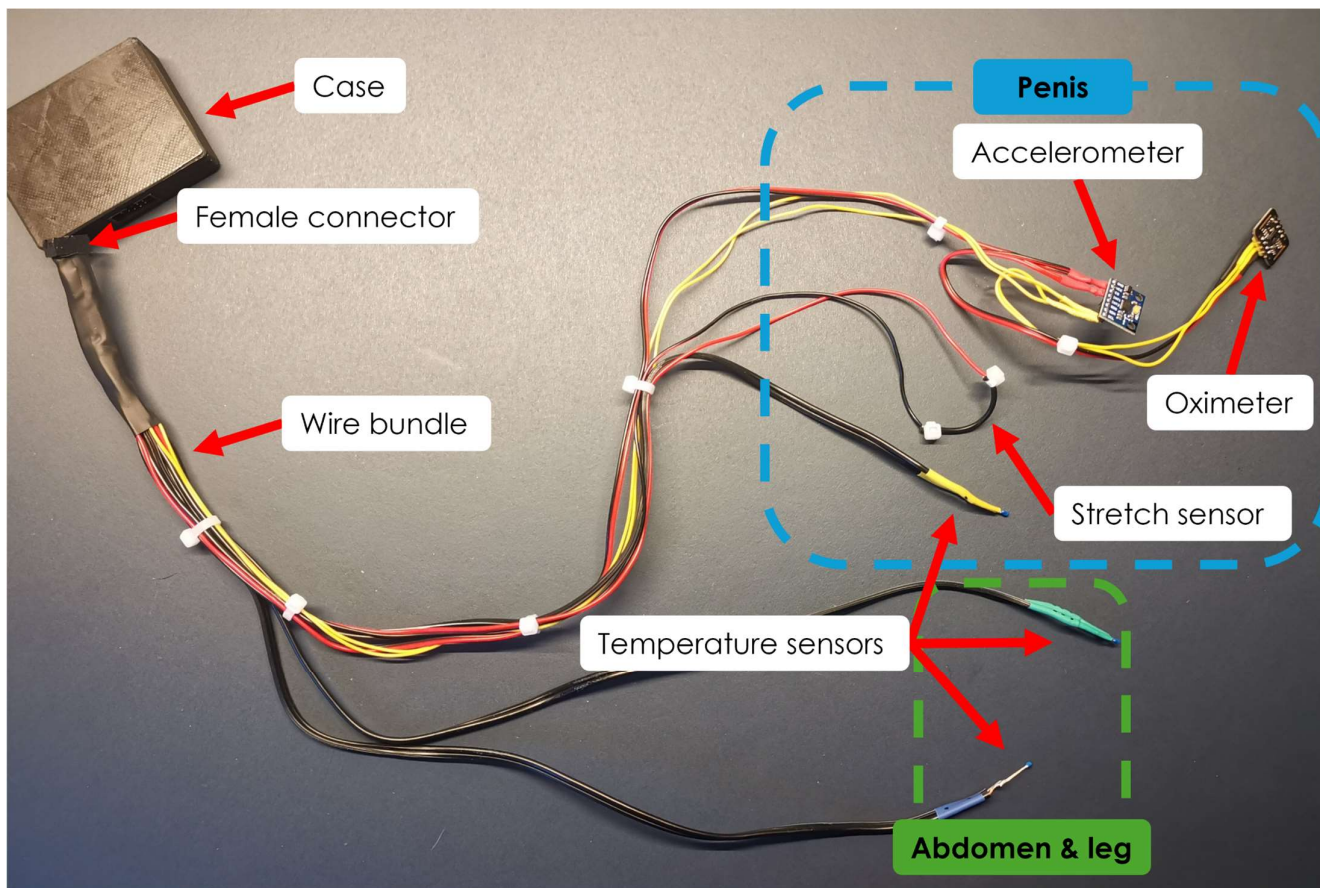 Case
Penis
Accelerometer
Female connector
Oximeter
Wire bundle
Stretch sensor
Temperature sensors
Abdomen & leg